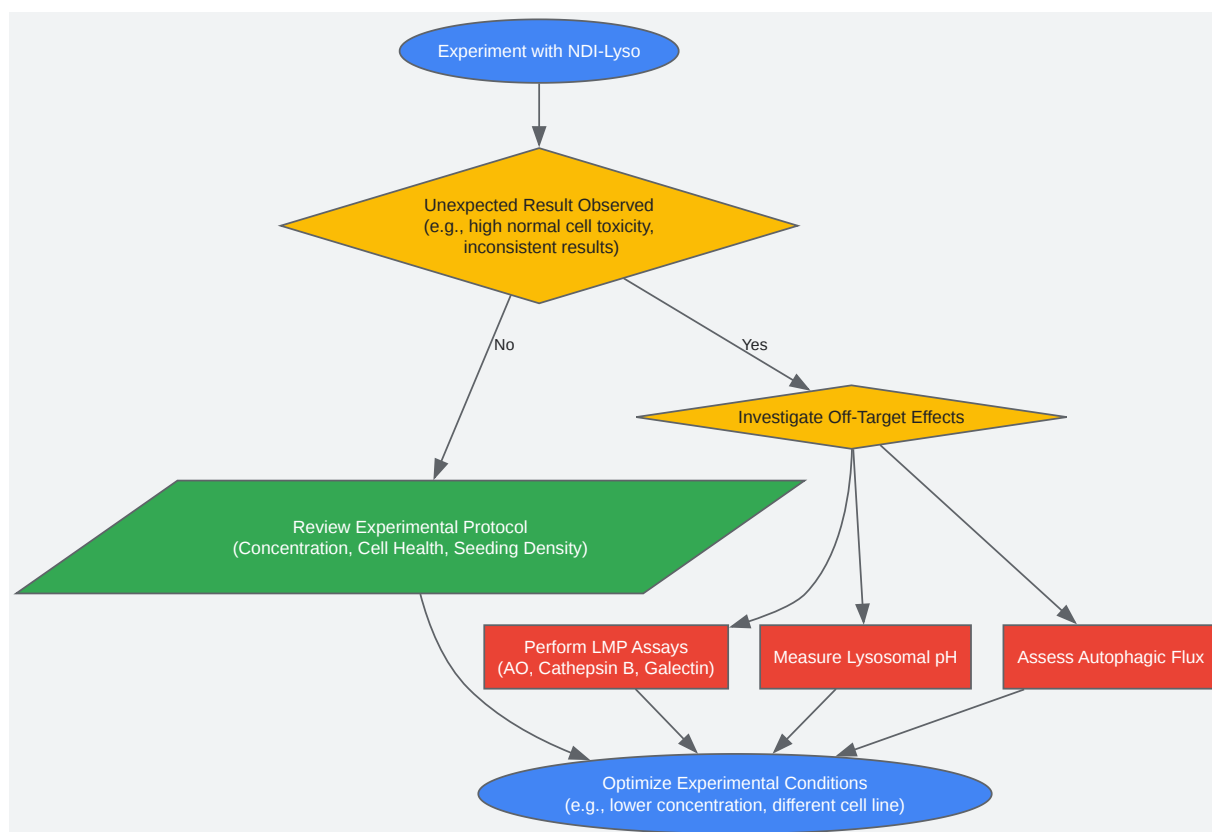 Experiment with NDI-Lyso
Unexpected Result Observed
(e.g., high normal cell toxicity,
inconsistent results)
No
Yes
Investigate Off-Target Effects
Review Experimental Protocol
(Concentration, Cell Health, Seeding Density)
Perform LMP Assays
(AO, Cathepsin B, Galectin)
Measure Lysosomal pH
Assess Autophagic Flux
Optimize Experimental Conditions
(e.g., lower concentration, different cell line)